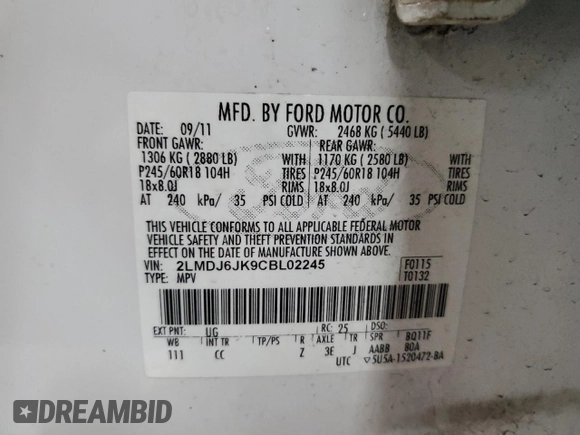 MFD. BY FORD MOTOR CO.
DATE: 09/11 GVWR: 2468 KG ( 5440 LB)
FRONT GAWR: REAR GAWR:
1306 KG ( 2880 LB) WITH 1170 KG ( 2580 LB) WITH
P245/60R18 104H TIRES P245/60R18 104H TIRES
18x8.0J RIMS 18x8.0J RIMS
AT 240 kPa/ 35 PSI COLD AT 240 kPa/ 35 PSI COLD
THIS VEHICLE CONFORMS TO ALL APPLICABLE FEDERAL MOTOR
VEHICLE SAFETY AND THEFT PREVENTION STANDARDS IN
EFFECT ON THE DATE OF MANUFACTURE SHOWN ABOVE.
VIN: 2LMDJ6JK9CBL02245 F0115
TYPE: MPV T0132
EXT PNT: UG RC: 25 DSO:
WB INT TR TP/PS R AXLE TR SPR BQ11F
111 CC Z 3E J AABB BOA
UTC ▽5U5A-1520472-BA
DREAMBID